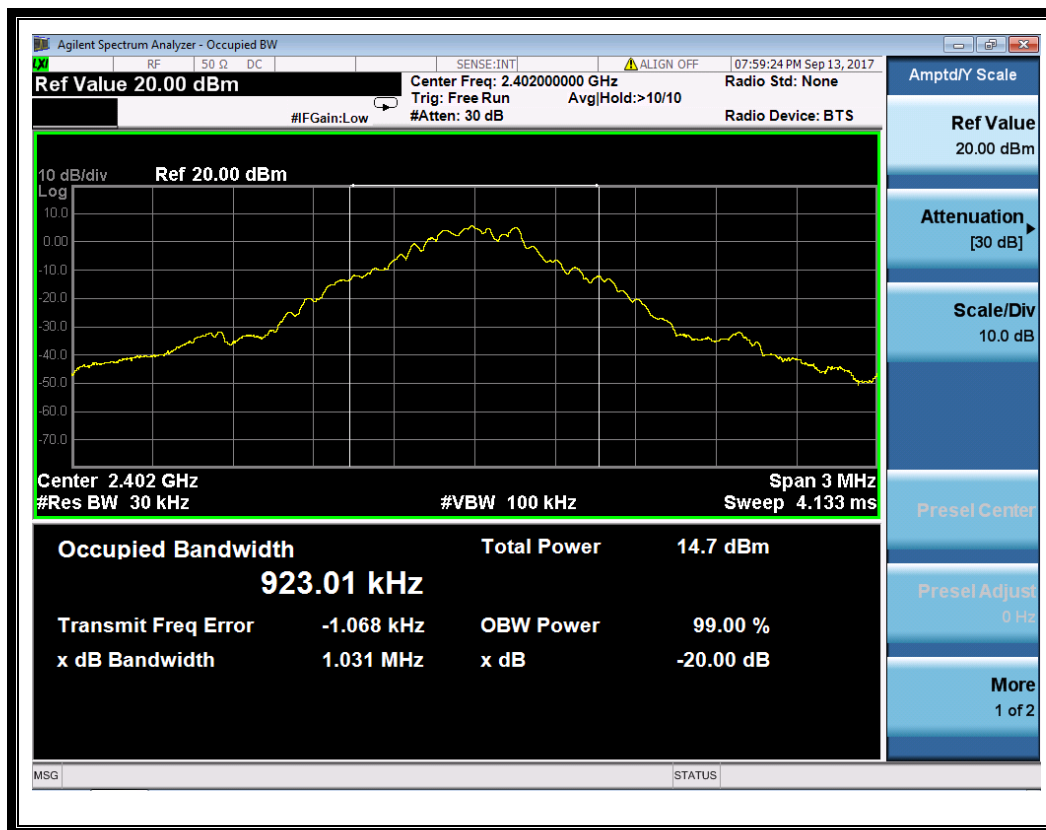 Agilent Spectrum Analyzer - Occupied BW
LXI RF 50 Ω DC SENSE:INT ALIGN OFF 07:59:24 PM Sep 13, 2017
Ref Value 20.00 dBm
Center Freq: 2.402000000 GHz
Radio Std: None
Trig: Free Run Avg|Hold:>10/10
#IFGain:Low
#Atten: 30 dB
Radio Device: BTS
10 dB/div Ref 20.00 dBm
Log
10.0
0.00
-10.0
-20.0
-30.0
-40.0
-50.0
-60.0
-70.0
Center 2.402 GHz Span 3 MHz
#Res BW 30 kHz #VBW 100 kHz Sweep 4.133 ms
Occupied Bandwidth Total Power 14.7 dBm
923.01 kHz
Transmit Freq Error -1.068 kHz OBW Power 99.00 %
x dB Bandwidth 1.031 MHz x dB -20.00 dB
MSG STATUS
Amptd/Y Scale
Ref Value
20.00 dBm
Attenuation
[30 dB]
Scale/Div
10.0 dB
Presel Center
Presel Adjust
0 Hz
More
1 of 2